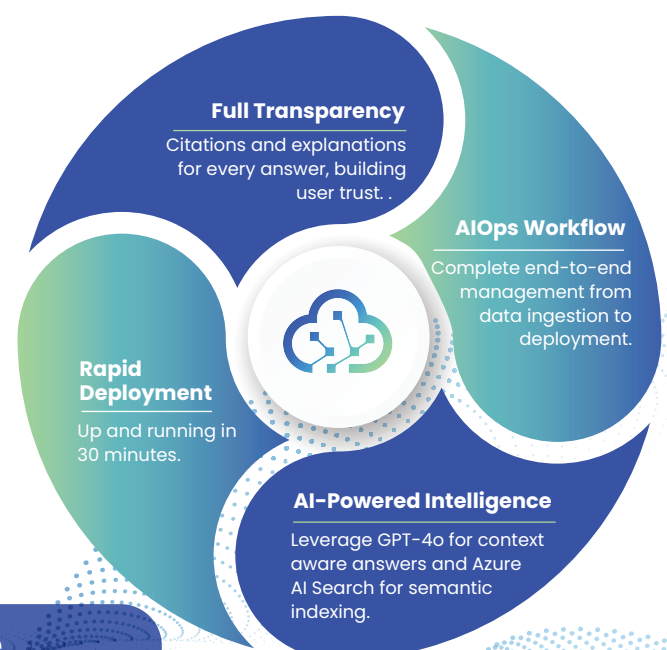 Full Transparency
Citations and explanations
for every answer, building
user trust. .
AIOps Workflow
Complete end-to-end
management from
data ingestion to
deployment.
Rapid
Deployment
Up and running in
30 minutes.
AI-Powered Intelligence
Leverage GPT-4o for context
aware answers and Azure
AI Search for semantic
indexing.